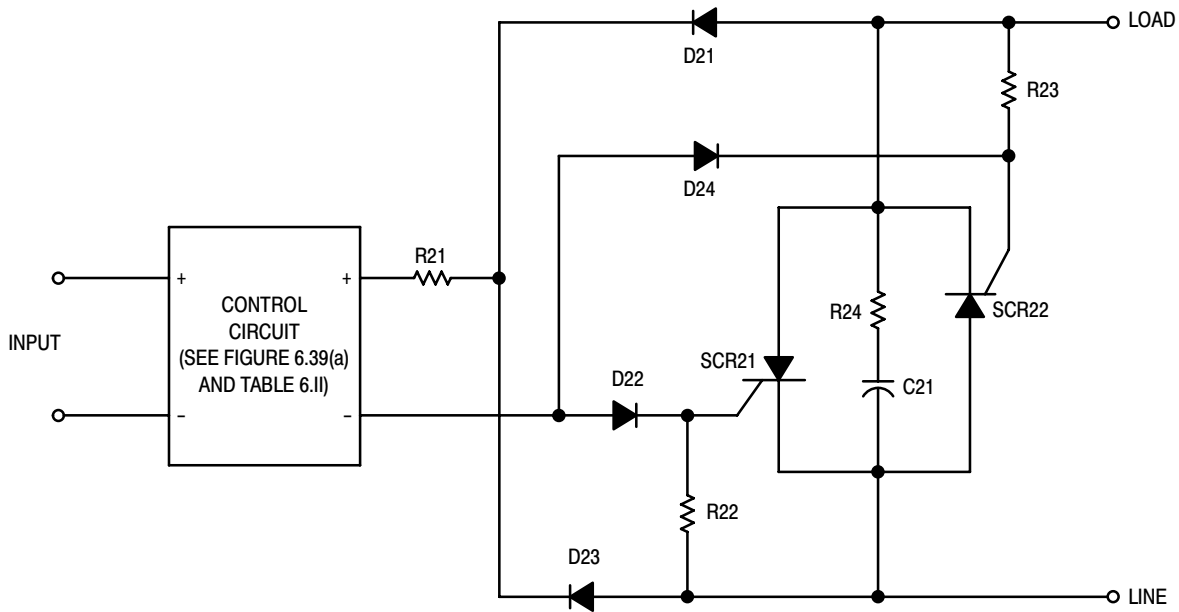 LOAD
D21
R23
D24
R21
+
+
CONTROL
CIRCUIT
(SEE FIGURE 6.39(a)
AND TABLE 6.II)
INPUT
R24
SCR22
SCR21
D22
C21
−
−
R22
D23
LINE